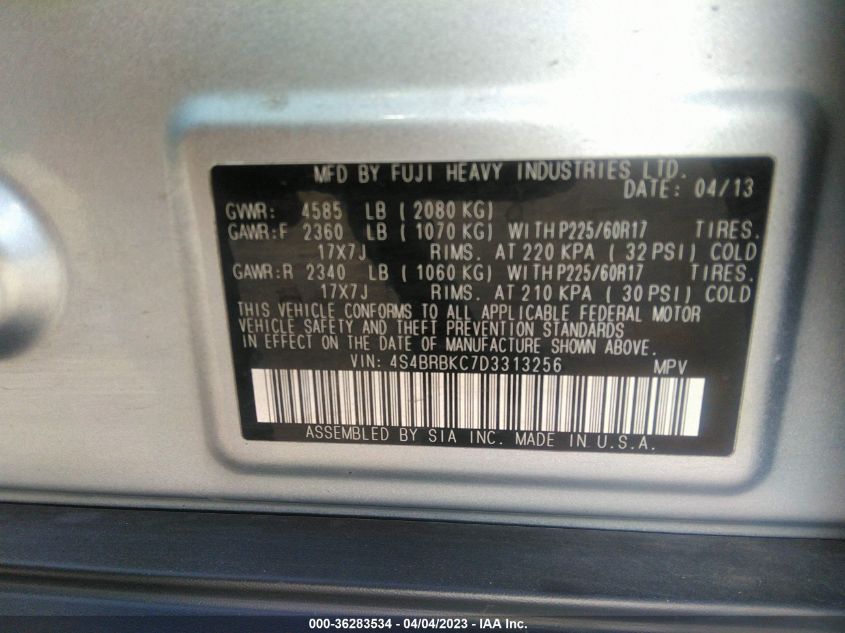 MFD BY FUJI HEAVY INDUSTRIES LTD.
DATE: 04/13
GVWR: 4585 LB ( 2080 KG)
GAWR:F 2360 LB ( 1070 KG) WITH P225/60R17 TIRES.
17X7J RIMS. AT 220 KPA ( 32 PSI) COLD
GAWR:R 2340 LB ( 1060 KG) WITH P225/60R17 TIRES.
17X7J RIMS. AT 210 KPA ( 30 PSI) COLD
THIS VEHICLE CONFORMS TO ALL APPLICABLE FEDERAL MOTOR
VEHICLE SAFETY AND THEFT PREVENTION STANDARDS
IN EFFECT ON THE DATE OF MANUFACTURE SHOWN ABOVE.
VIN: 4S4BRBKC7D3313256 MPV
ASSEMBLED BY SIA INC. MADE IN U.S.A.
000-36283534 - 04/04/2023 - IAA Inc.